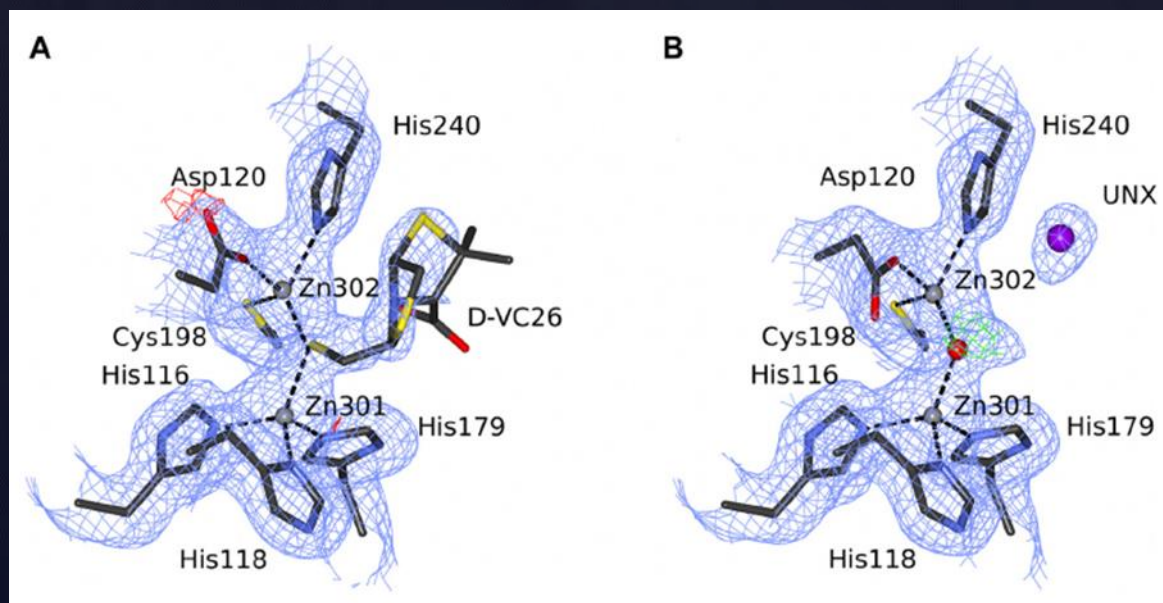 A
His240
Asp120
Zn302
D-VC26
Cys198
His116
Zn301
His179
His118
B
His240
Asp120
UNX
Zn302
Cys198
His116
Zn301
His179
His118